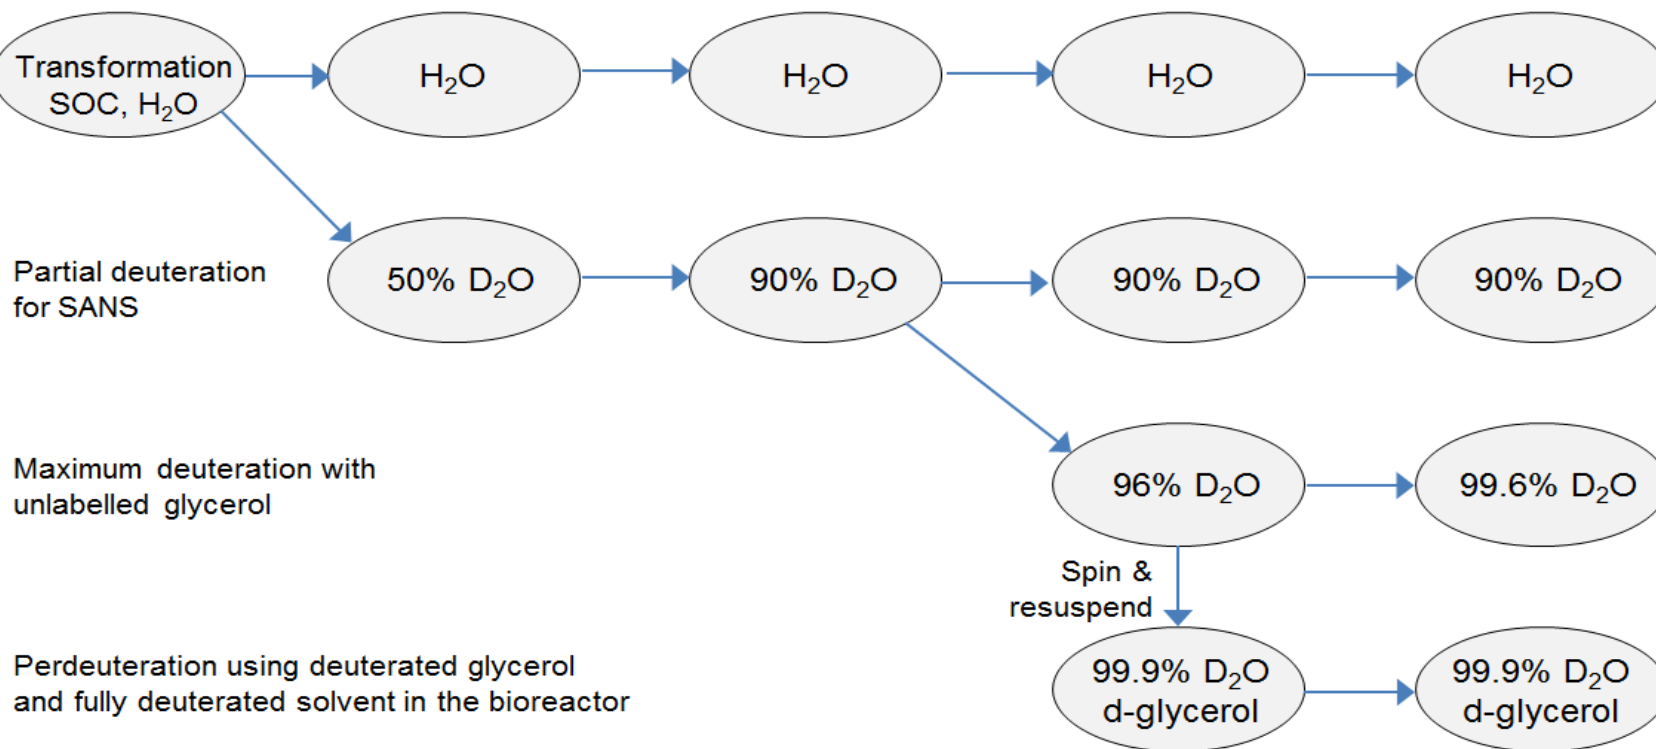 Transformation
SOC, H₂O
H₂O
H₂O
H₂O
H₂O
Partial deuteration
for SANS
50% D₂O
90% D₂O
90% D₂O
90% D₂O
Maximum deuteration with
unlabelled glycerol
96% D₂O
99.6% D₂O
Spin &
resuspend
Perdeuteration using deuterated glycerol
and fully deuterated solvent in the bioreactor
99.9% D₂O
d-glycerol
99.9% D₂O
d-glycerol